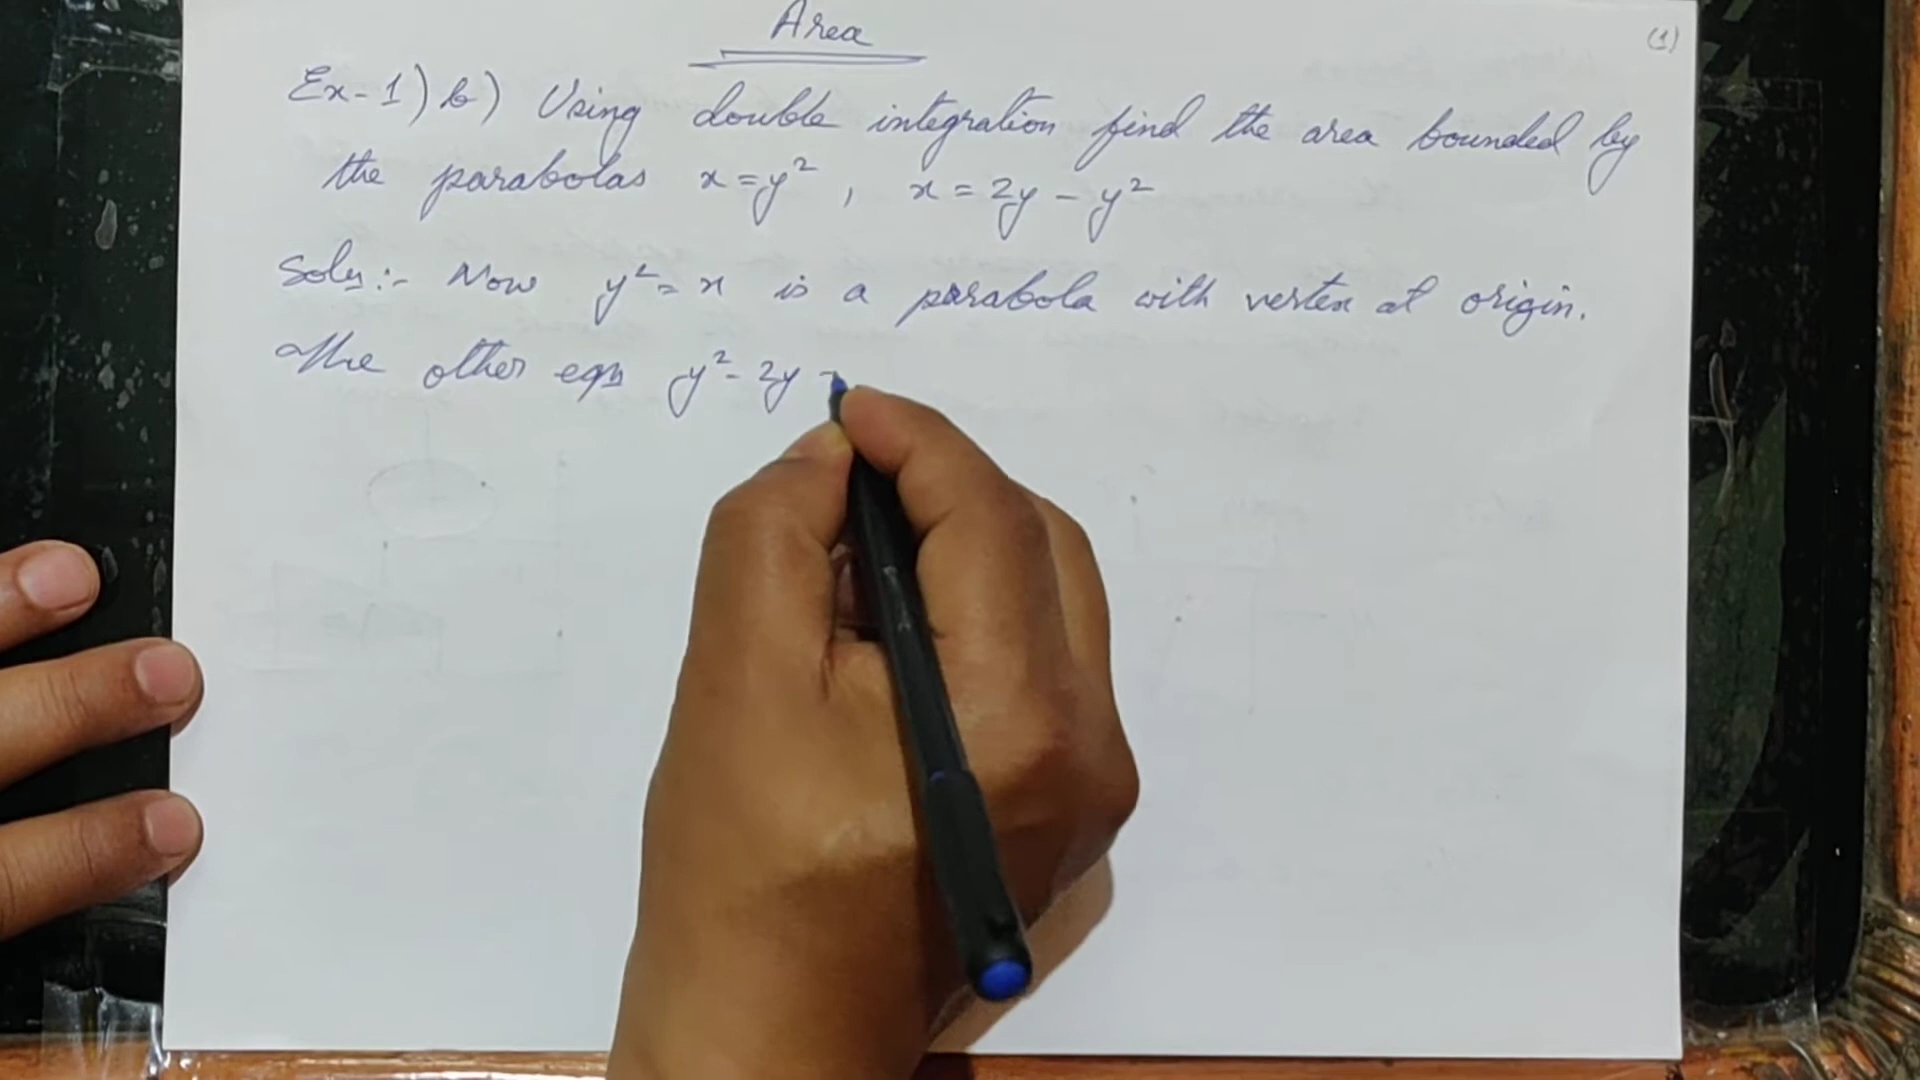 Area
(1)
Ex-1) b) Using double integration find the area bounded by
the parabolas x = y², x = 2y - y²
Soln:- Now y² = x is a parabola with vertex at origin.
The other eqn y² - 2y =